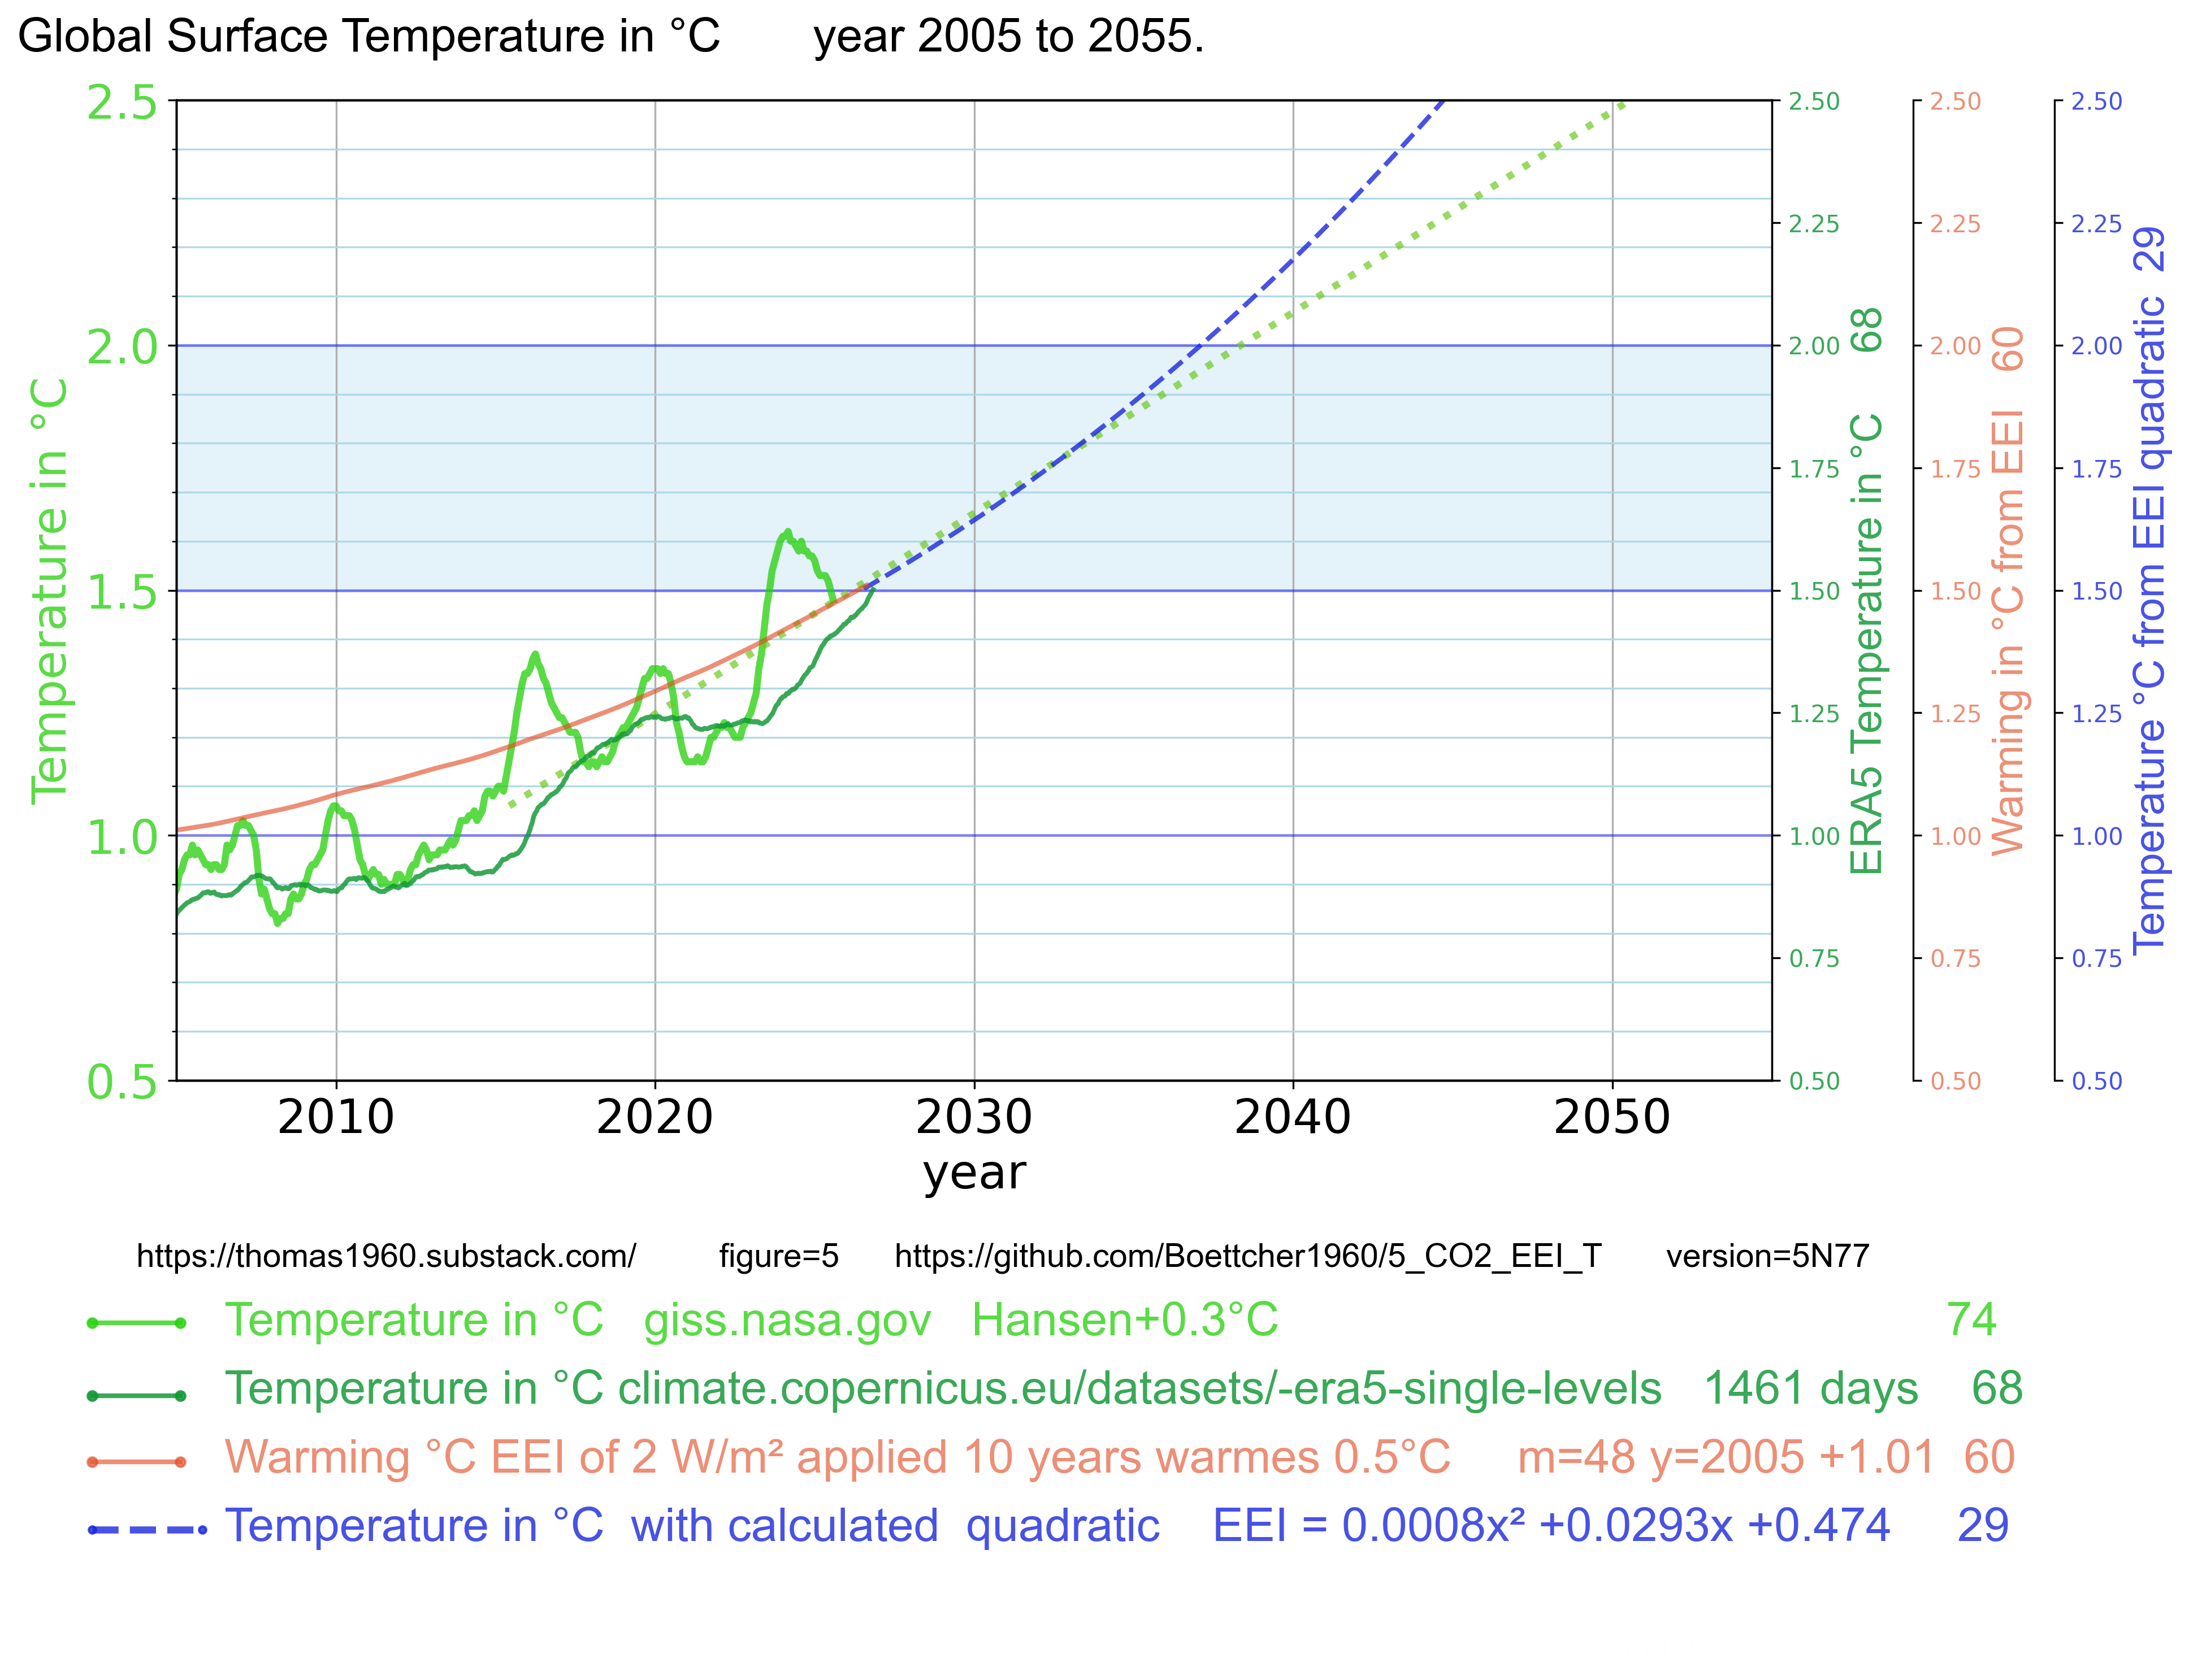 Global Surface Temperature in °C year 2005 to 2055.
2.5
2.0
1.5
1.0
0.5
Temperature in °C
2010 2020 2030 2040 2050
year
2.50
2.25
2.00
1.75
1.50
1.25
1.00
0.75
0.50
ERA5 Temperature in °C 68
2.50
2.25
2.00
1.75
1.50
1.25
1.00
0.75
0.50
Warming in °C from EEI 60
2.50
2.25
2.00
1.75
1.50
1.25
1.00
0.75
0.50
Temperature °C from EEI quadratic 29
https://thomas1960.substack.com/ figure=5 https://github.com/Boettcher1960/5_CO2_EEI_T version=5N77
Temperature in °C giss.nasa.gov Hansen+0.3°C 74
Temperature in °C climate.copernicus.eu/datasets/-era5-single-levels 1461 days 68
Warming °C EEI of 2 W/m² applied 10 years warmes 0.5°C m=48 y=2005 +1.01 60
Temperature in °C with calculated quadratic EEI = 0.0008x² +0.0293x +0.474 29